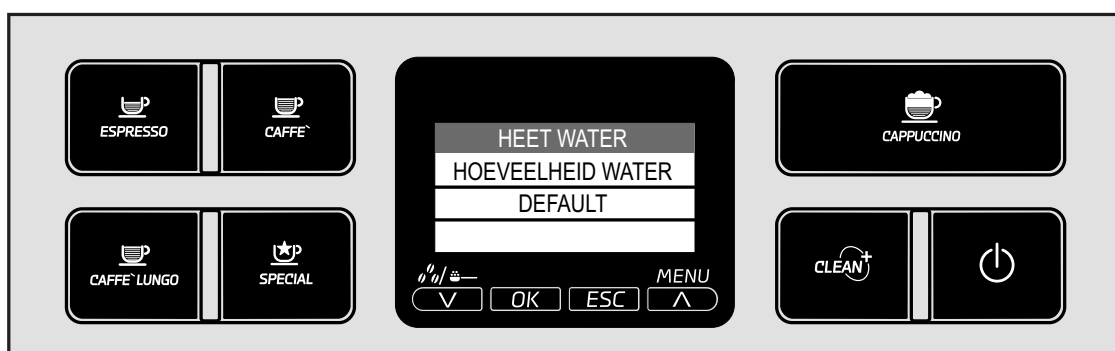 ESPRESSO
CAFFE`
CAFFE` LUNGO
SPECIAL
HEET WATER
HOEVEELHEID WATER
DEFAULT
MENU
OK
ESC
CAPPUCCINO
CLEAN+